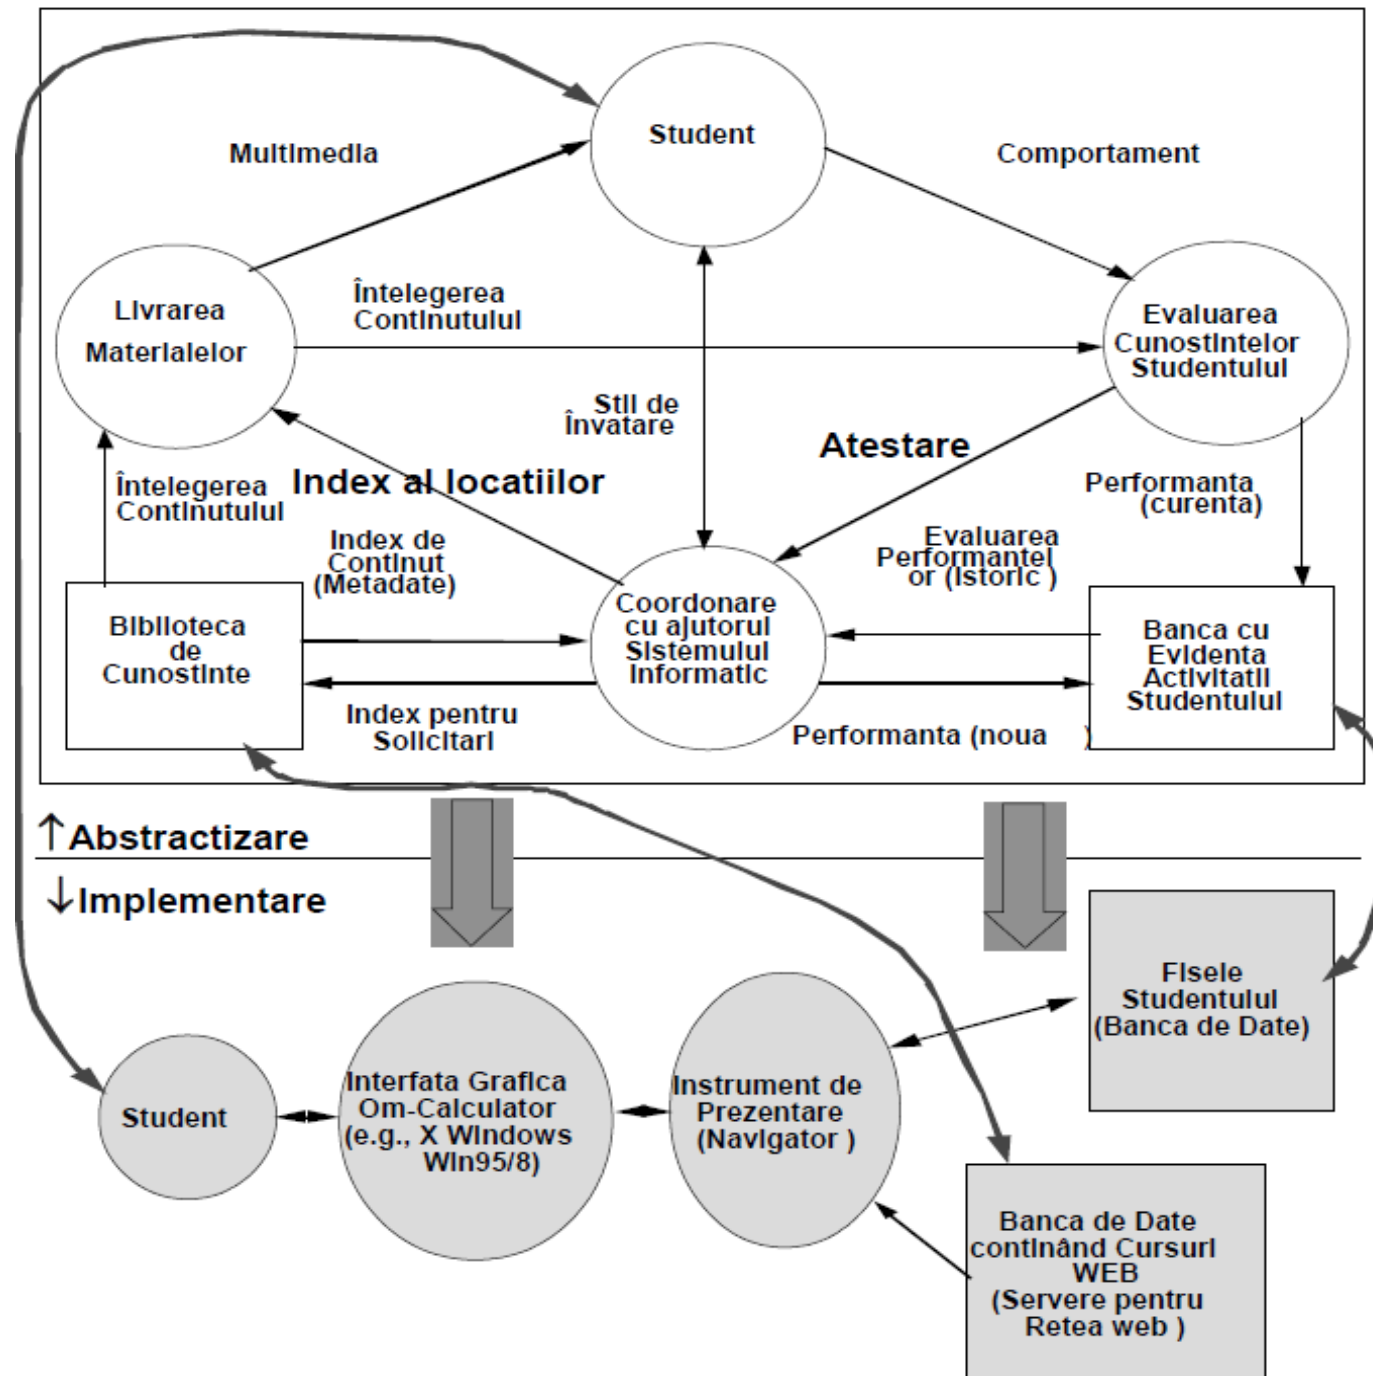 Student
Multimedia
Comportament
Livrarea
Materialelor
Întelegerea
Continutului
Evaluarea
Cunostintelor
Studentului
Stil de
Învatare
Atestare
Index al locatiilor
Întelegerea
Continutului
Performanta
(curenta)
Index de
Continut
(Metadate)
Evaluarea
Performantel
or (istoric )
Biblioteca
de
Cunostinte
Coordonare
cu ajutorul
Sistemului
Informatic
Banca cu
Evidenta
Activitatii
Studentului
Index pentru
Solicitari
Performanta (noua )
↑Abstractizare
↓Implementare
Fisele
Studentului
(Banca de Date)
Student
Interfata Grafica
Om-Calculator
(e.g., X Windows
Win95/8)
Instrument de
Prezentare
(Navigator )
Banca de Date
continând Cursuri
WEB
(Servere pentru
Retea web )